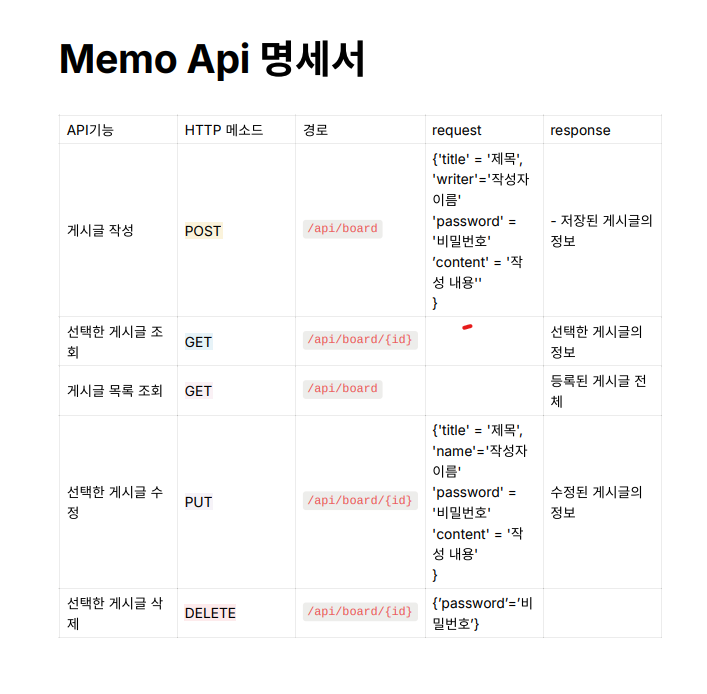 Memo Api 명세서
API기능 HTTP 메소드 경로 request response
게시글 작성 POST /api/board {'title' = '제목',
'writer'='작성자
이름'
'password' =
'비밀번호'
’content' = '작
성 내용''
}
- 저장된 게시글의
정보
선택한 게시글 조
회
GET /api/board/{id}
선택한 게시글의
정보
게시글 목록 조회 GET /api/board
등록된 게시글 전
체
선택한 게시글 수
정
PUT /api/board/{id}
{'title' = '제목',
'name'='작성자
이름'
'password' =
'비밀번호'
'content' = '작
성 내용'
}
수정된 게시글의
정보
선택한 게시글 삭
제
DELETE /api/board/{id}
{’password’=’비
밀번호’}